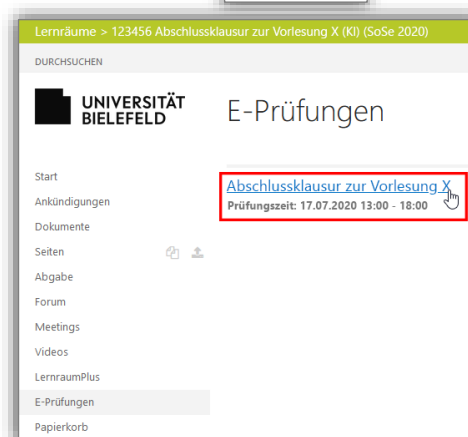 Lernräume > 123456 Abschlussklausur zur Vorlesung X (KI) (SoSe 2020)
DURCHSUCHEN
UNIVERSITÄT
BIELEFELD
E-Prüfungen
Abschlussklausur zur Vorlesung X
Prüfungszeit: 17.07.2020 13:00 - 18:00
Start
Ankündigungen
Dokumente
Seiten
Abgabe
Forum
Meetings
Videos
LernraumPlus
E-Prüfungen
Papierkorb